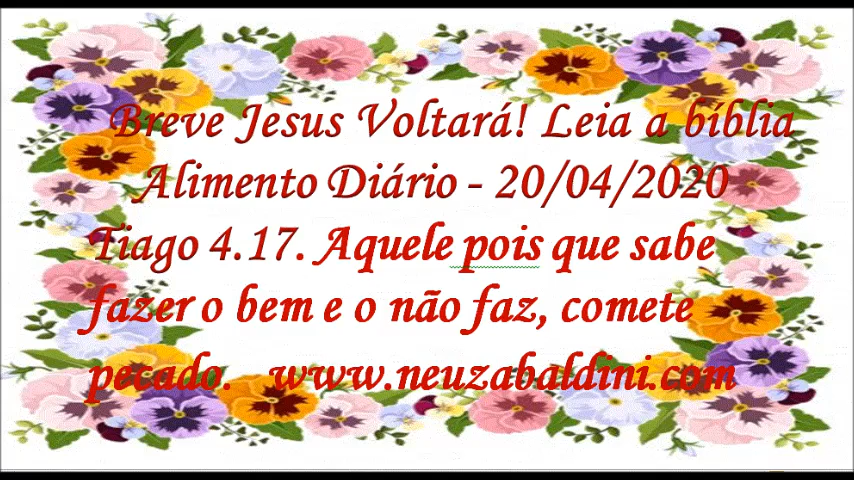 Breve Jesus Voltará! Leia a bíblia
Alimento Diário - 20/04/2020
Tiago 4.17. Aquele pois que sabe
fazer o bem e o não faz, comete
pecado. www.neuzabaldini.com